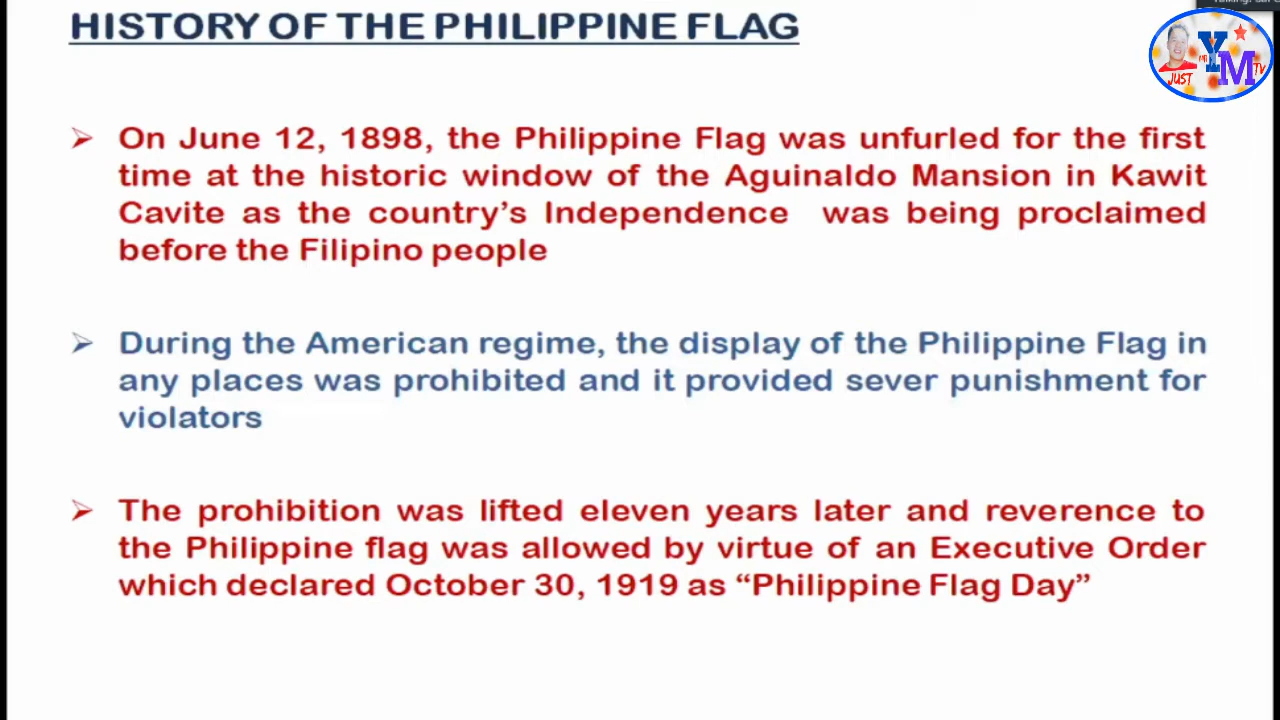 HISTORY OF THE PHILIPPINE FLAG
➢ On June 12, 1898, the Philippine Flag was unfurled for the first
time at the historic window of the Aguinaldo Mansion in Kawit
Cavite as the country’s Independence was being proclaimed
before the Filipino people
➢ During the American regime, the display of the Philippine Flag in
any places was prohibited and it provided sever punishment for
violators
➢ The prohibition was lifted eleven years later and reverence to
the Philippine flag was allowed by virtue of an Executive Order
which declared October 30, 1919 as “Philippine Flag Day”
JUST
YM
TV